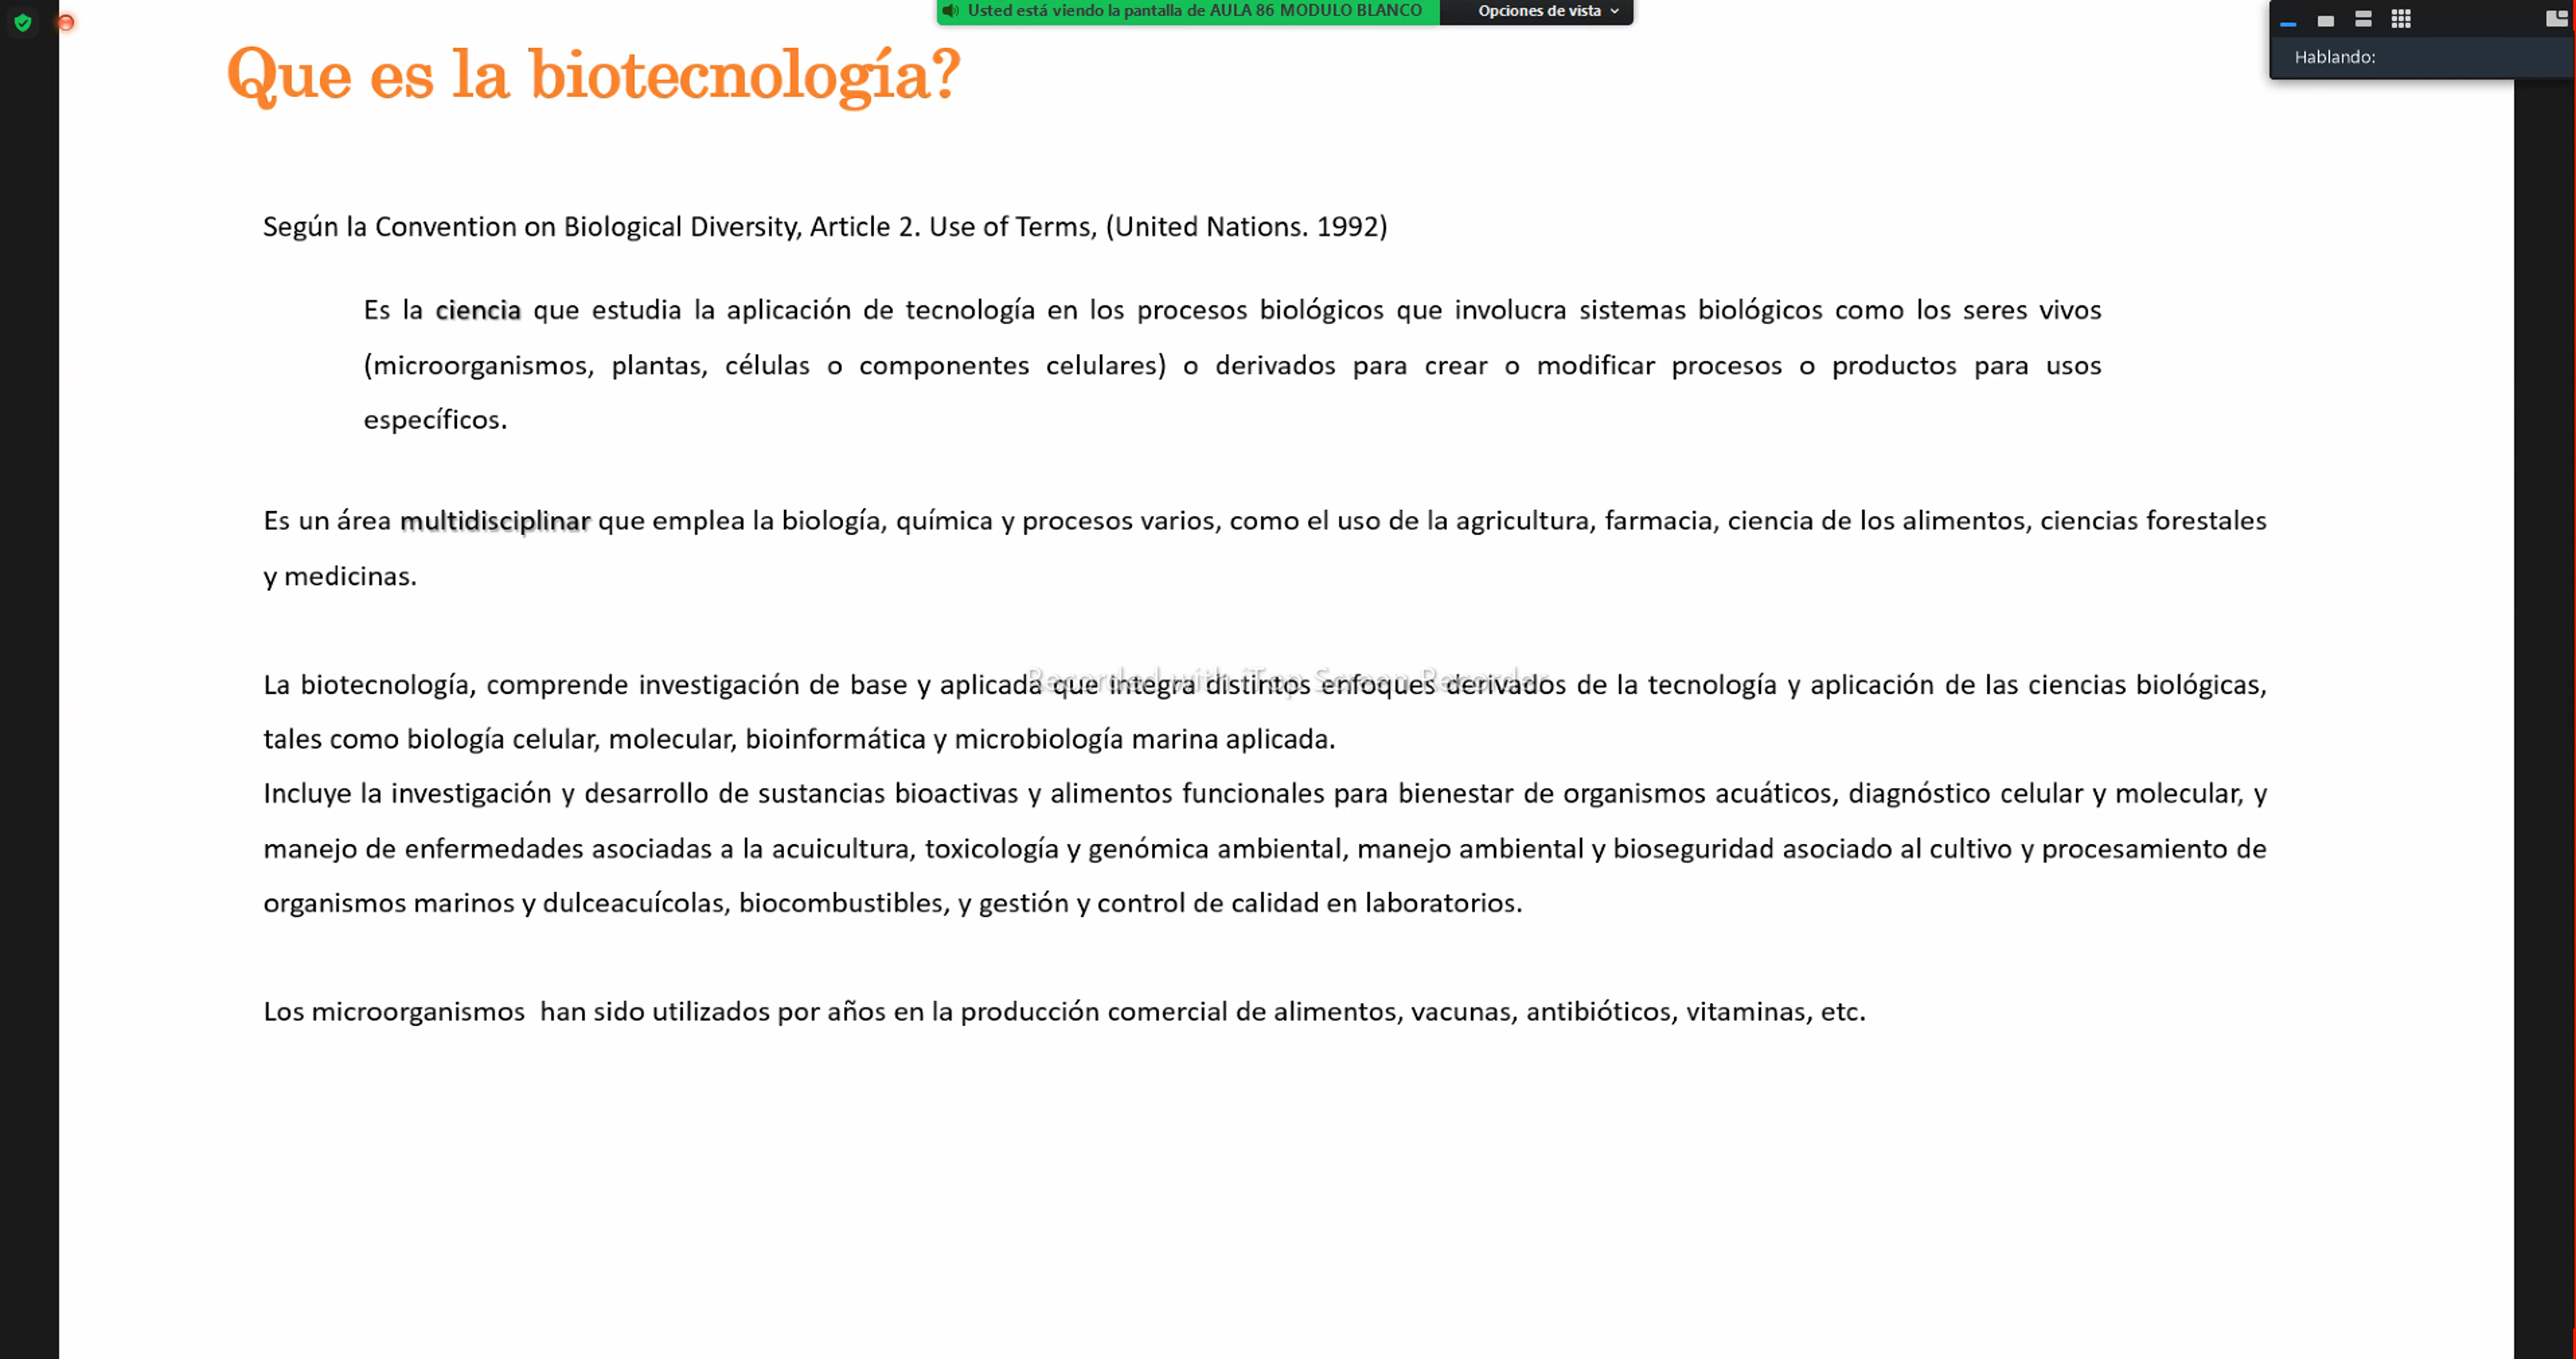 Usted está viendo la pantalla de AULA 86 MODULO BLANCO
Opciones de vista
Hablando:
Que es la biotecnología?
Según la Convention on Biological Diversity, Article 2. Use of Terms, (United Nations. 1992)
Es la ciencia que estudia la aplicación de tecnología en los procesos biológicos que involucra sistemas biológicos como los seres vivos
(microorganismos, plantas, células o componentes celulares) o derivados para crear o modificar procesos o productos para usos
específicos.
Es un área multidisciplinar que emplea la biología, química y procesos varios, como el uso de la agricultura, farmacia, ciencia de los alimentos, ciencias forestales
y medicinas.
Recorded with iTop Screen Recorder
La biotecnología, comprende investigación de base y aplicada que integra distintos enfoques derivados de la tecnología y aplicación de las ciencias biológicas,
tales como biología celular, molecular, bioinformática y microbiología marina aplicada.
Incluye la investigación y desarrollo de sustancias bioactivas y alimentos funcionales para bienestar de organismos acuáticos, diagnóstico celular y molecular, y
manejo de enfermedades asociadas a la acuicultura, toxicología y genómica ambiental, manejo ambiental y bioseguridad asociado al cultivo y procesamiento de
organismos marinos y dulceacuícolas, biocombustibles, y gestión y control de calidad en laboratorios.
Los microorganismos han sido utilizados por años en la producción comercial de alimentos, vacunas, antibióticos, vitaminas, etc.